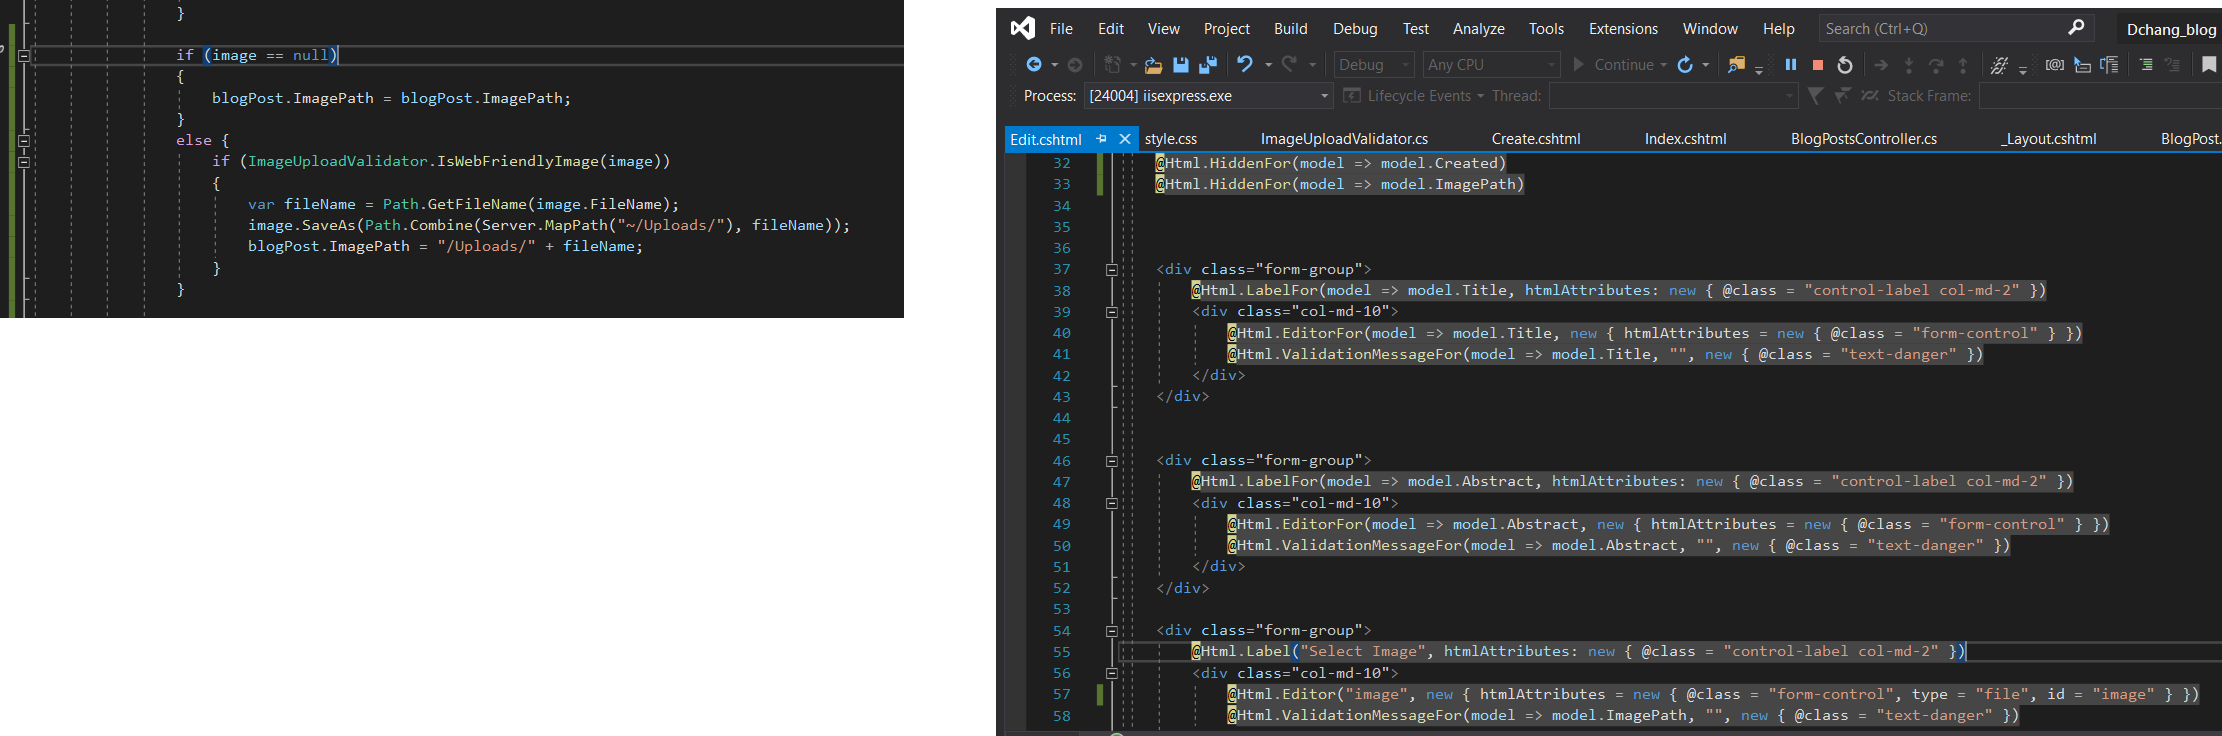 }
if (image == null)
{
blogPost.ImagePath = blogPost.ImagePath;
}
else {
if (ImageUploadValidator.IsWebFriendlyImage(image))
{
var fileName = Path.GetFileName(image.FileName);
image.SaveAs(Path.Combine(Server.MapPath("~/Uploads/"), fileName));
blogPost.ImagePath = "/Uploads/" + fileName;
}
}
File Edit View Project Build Debug Test Analyze Tools Extensions Window Help Search (Ctrl+Q) Dchang_blog
Debug Any CPU Continue
Process: [24004] iisexpress.exe Lifecycle Events Thread: Stack Frame:
Edit.cshtml style.css ImageUploadValidator.cs Create.cshtml Index.cshtml BlogPostsController.cs _Layout.cshtml BlogPost.
32 @Html.HiddenFor(model => model.Created)
33 @Html.HiddenFor(model => model.ImagePath)
34
35
36
37 <div class="form-group">
38 @Html.LabelFor(model => model.Title, htmlAttributes: new { @class = "control-label col-md-2" })
39 <div class="col-md-10">
40 @Html.EditorFor(model => model.Title, new { htmlAttributes = new { @class = "form-control" } })
41 @Html.ValidationMessageFor(model => model.Title, "", new { @class = "text-danger" })
42 </div>
43 </div>
44
45
46 <div class="form-group">
47 @Html.LabelFor(model => model.Abstract, htmlAttributes: new { @class = "control-label col-md-2" })
48 <div class="col-md-10">
49 @Html.EditorFor(model => model.Abstract, new { htmlAttributes = new { @class = "form-control" } })
50 @Html.ValidationMessageFor(model => model.Abstract, "", new { @class = "text-danger" })
51 </div>
52 </div>
53
54 <div class="form-group">
55 @Html.Label("Select Image", htmlAttributes: new { @class = "control-label col-md-2" })
56 <div class="col-md-10">
57 @Html.Editor("image", new { htmlAttributes = new { @class = "form-control", type = "file", id = "image" } })
58 @Html.ValidationMessageFor(model => model.ImagePath, "", new { @class = "text-danger" })